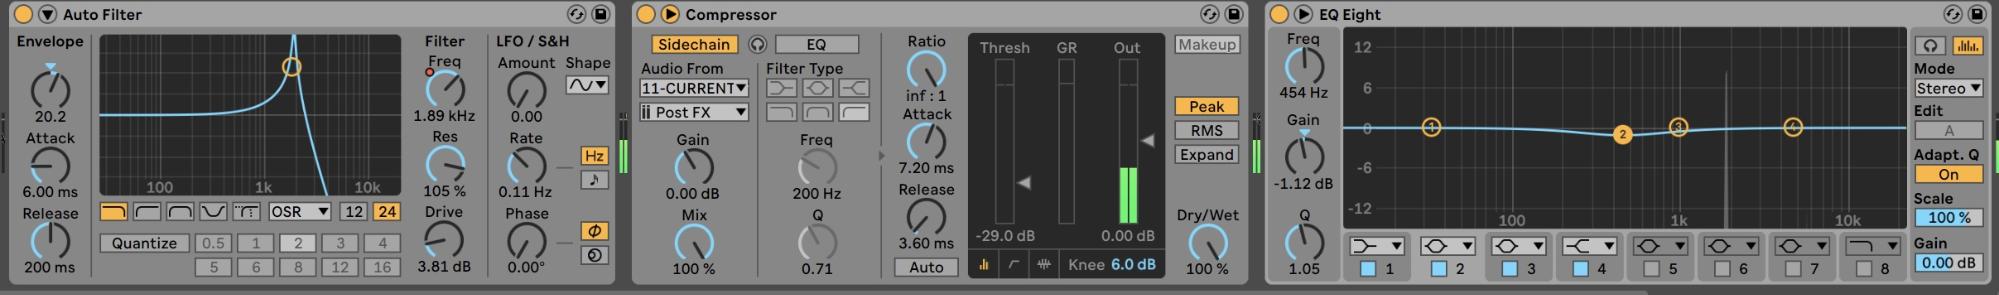 Auto Filter
Envelope
20.2
Attack
6.00 ms
Release
200 ms
100 1k 10k
OSR 12 24
Quantize 0.5 1 2 3 4
5 6 8 12 16
Filter
Freq
1.89 kHz
Res
105 %
Drive
3.81 dB
LFO / S&H
Amount
0.00
Shape
Rate
0.11 Hz
Hz
Phase
0.00°
Compressor
Sidechain
EQ
Audio From
11-CURRENT
Post FX
Gain
0.00 dB
Mix
100 %
Filter Type
Freq
200 Hz
Q
0.71
Ratio
inf : 1
Attack
7.20 ms
Release
3.60 ms
Auto
Thresh GR Out
-29.0 dB 0.00 dB
Knee 6.0 dB
Makeup
Peak
RMS
Expand
Dry/Wet
100 %
EQ Eight
Freq
454 Hz
Gain
-1.12 dB
Q
1.05
12
6
0
-6
-12
1 2 3 4
100 1k 10k
1 2 3 4 5 6 7 8
Mode
Stereo
Edit
A
Adapt. Q
On
Scale
100 %
Gain
0.00 dB